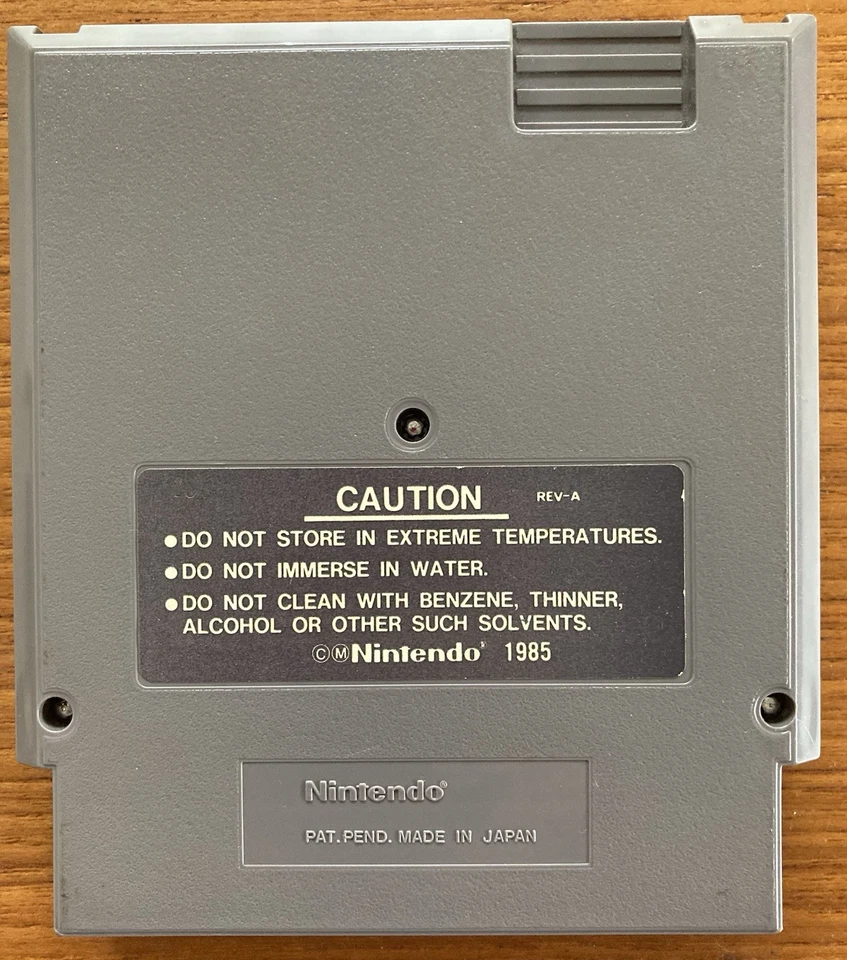 CAUTION REV-A
●DO NOT STORE IN EXTREME TEMPERATURES.
●DO NOT IMMERSE IN WATER.
●DO NOT CLEAN WITH BENZENE, THINNER,
ALCOHOL OR OTHER SUCH SOLVENTS.
ⒸⓂNintendo® 1985
Nintendo®
PAT.PEND. MADE IN JAPAN